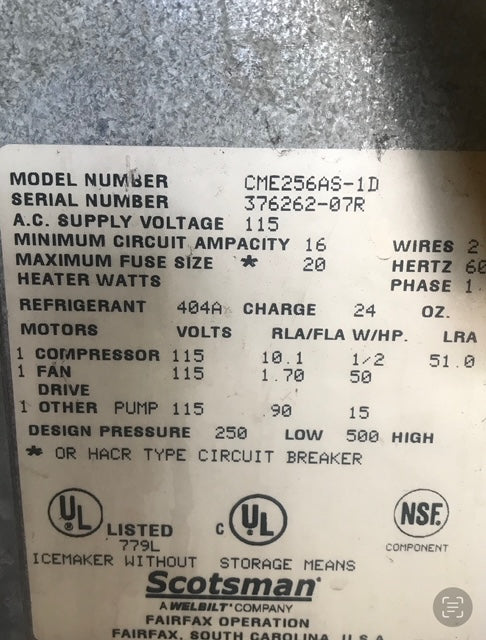 MODEL NUMBER CME256AS-1D
SERIAL NUMBER 376262-07R
A.C. SUPPLY VOLTAGE 115
MINIMUM CIRCUIT AMPACITY 16 WIRES 2
MAXIMUM FUSE SIZE * 20 HERTZ 60
HEATER WATTS PHASE 1
REFRIGERANT 404A CHARGE 24 OZ.
MOTORS VOLTS RLA/FLA W/HP. LRA
1 COMPRESSOR 115 10.1 1/2 51.0
1 FAN 115 1.70 50
DRIVE
1 OTHER PUMP 115 .90 15
DESIGN PRESSURE 250 LOW 500 HIGH
* OR HACR TYPE CIRCUIT BREAKER
UL ® LISTED c UL NSF.
779L COMPONENT
ICEMAKER WITHOUT STORAGE MEANS
Scotsman
A WELBILT COMPANY
FAIRFAX OPERATION
FAIRFAX, SOUTH CAROLINA, U.S.A.